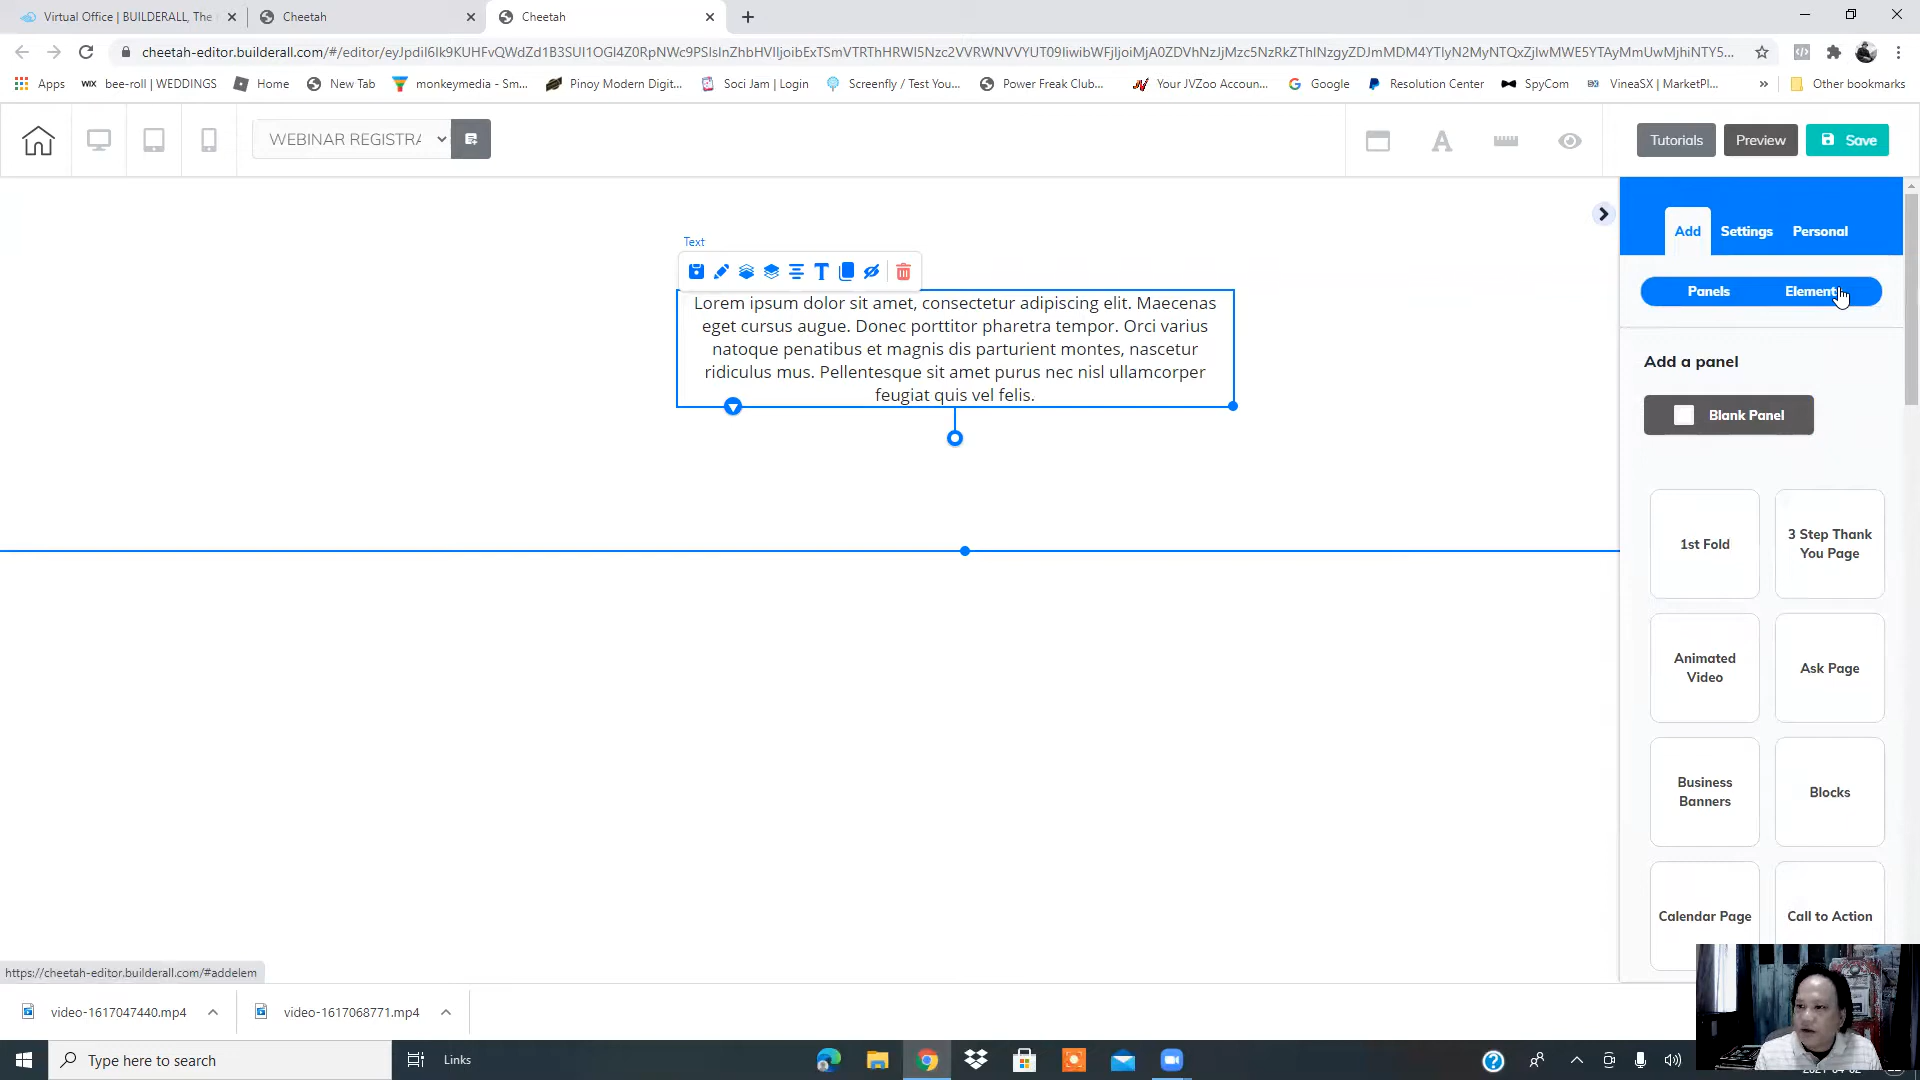 Virtual Office | BUILDERALL, The
Cheetah
Cheetah
cheetah-editor.builderall.com/#/editor/
Apps
WIX bee-roll | WEDDINGS
Home
New Tab
monkeymedia - Sm...
Pinoy Modern Digit...
Soci Jam | Login
Screenfly / Test You...
Power Freak Club...
Your JVZoo Accoun...
Google
Resolution Center
SpyCom
VineaSX | MarketPl...
Other bookmarks
WEBINAR REGISTRA
Tutorials
Preview
Save
Add
Settings
Personal
Panels
Element
Text
Lorem ipsum dolor sit amet, consectetur adipiscing elit. Maecenas
eget cursus augue. Donec porttitor pharetra tempor. Orci varius
natoque penatibus et magnis dis parturient montes, nascetur
ridiculus mus. Pellentesque sit amet purus nec nisl ullamcorper
feugiat quis vel felis.
Add a panel
Blank Panel
1st Fold
3 Step Thank
You Page
Animated
Video
Ask Page
Business
Banners
Blocks
Calendar Page
Call to Action
https://cheetah-editor.builderall.com/#addelem
video-1617047440.mp4
video-1617068771.mp4
Type here to search
Links